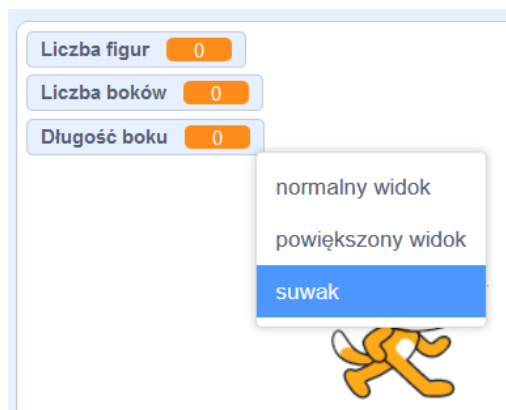 Liczba figur 0
Liczba boków 0
Długość boku 0
normalny widok
powiększony widok
suwak